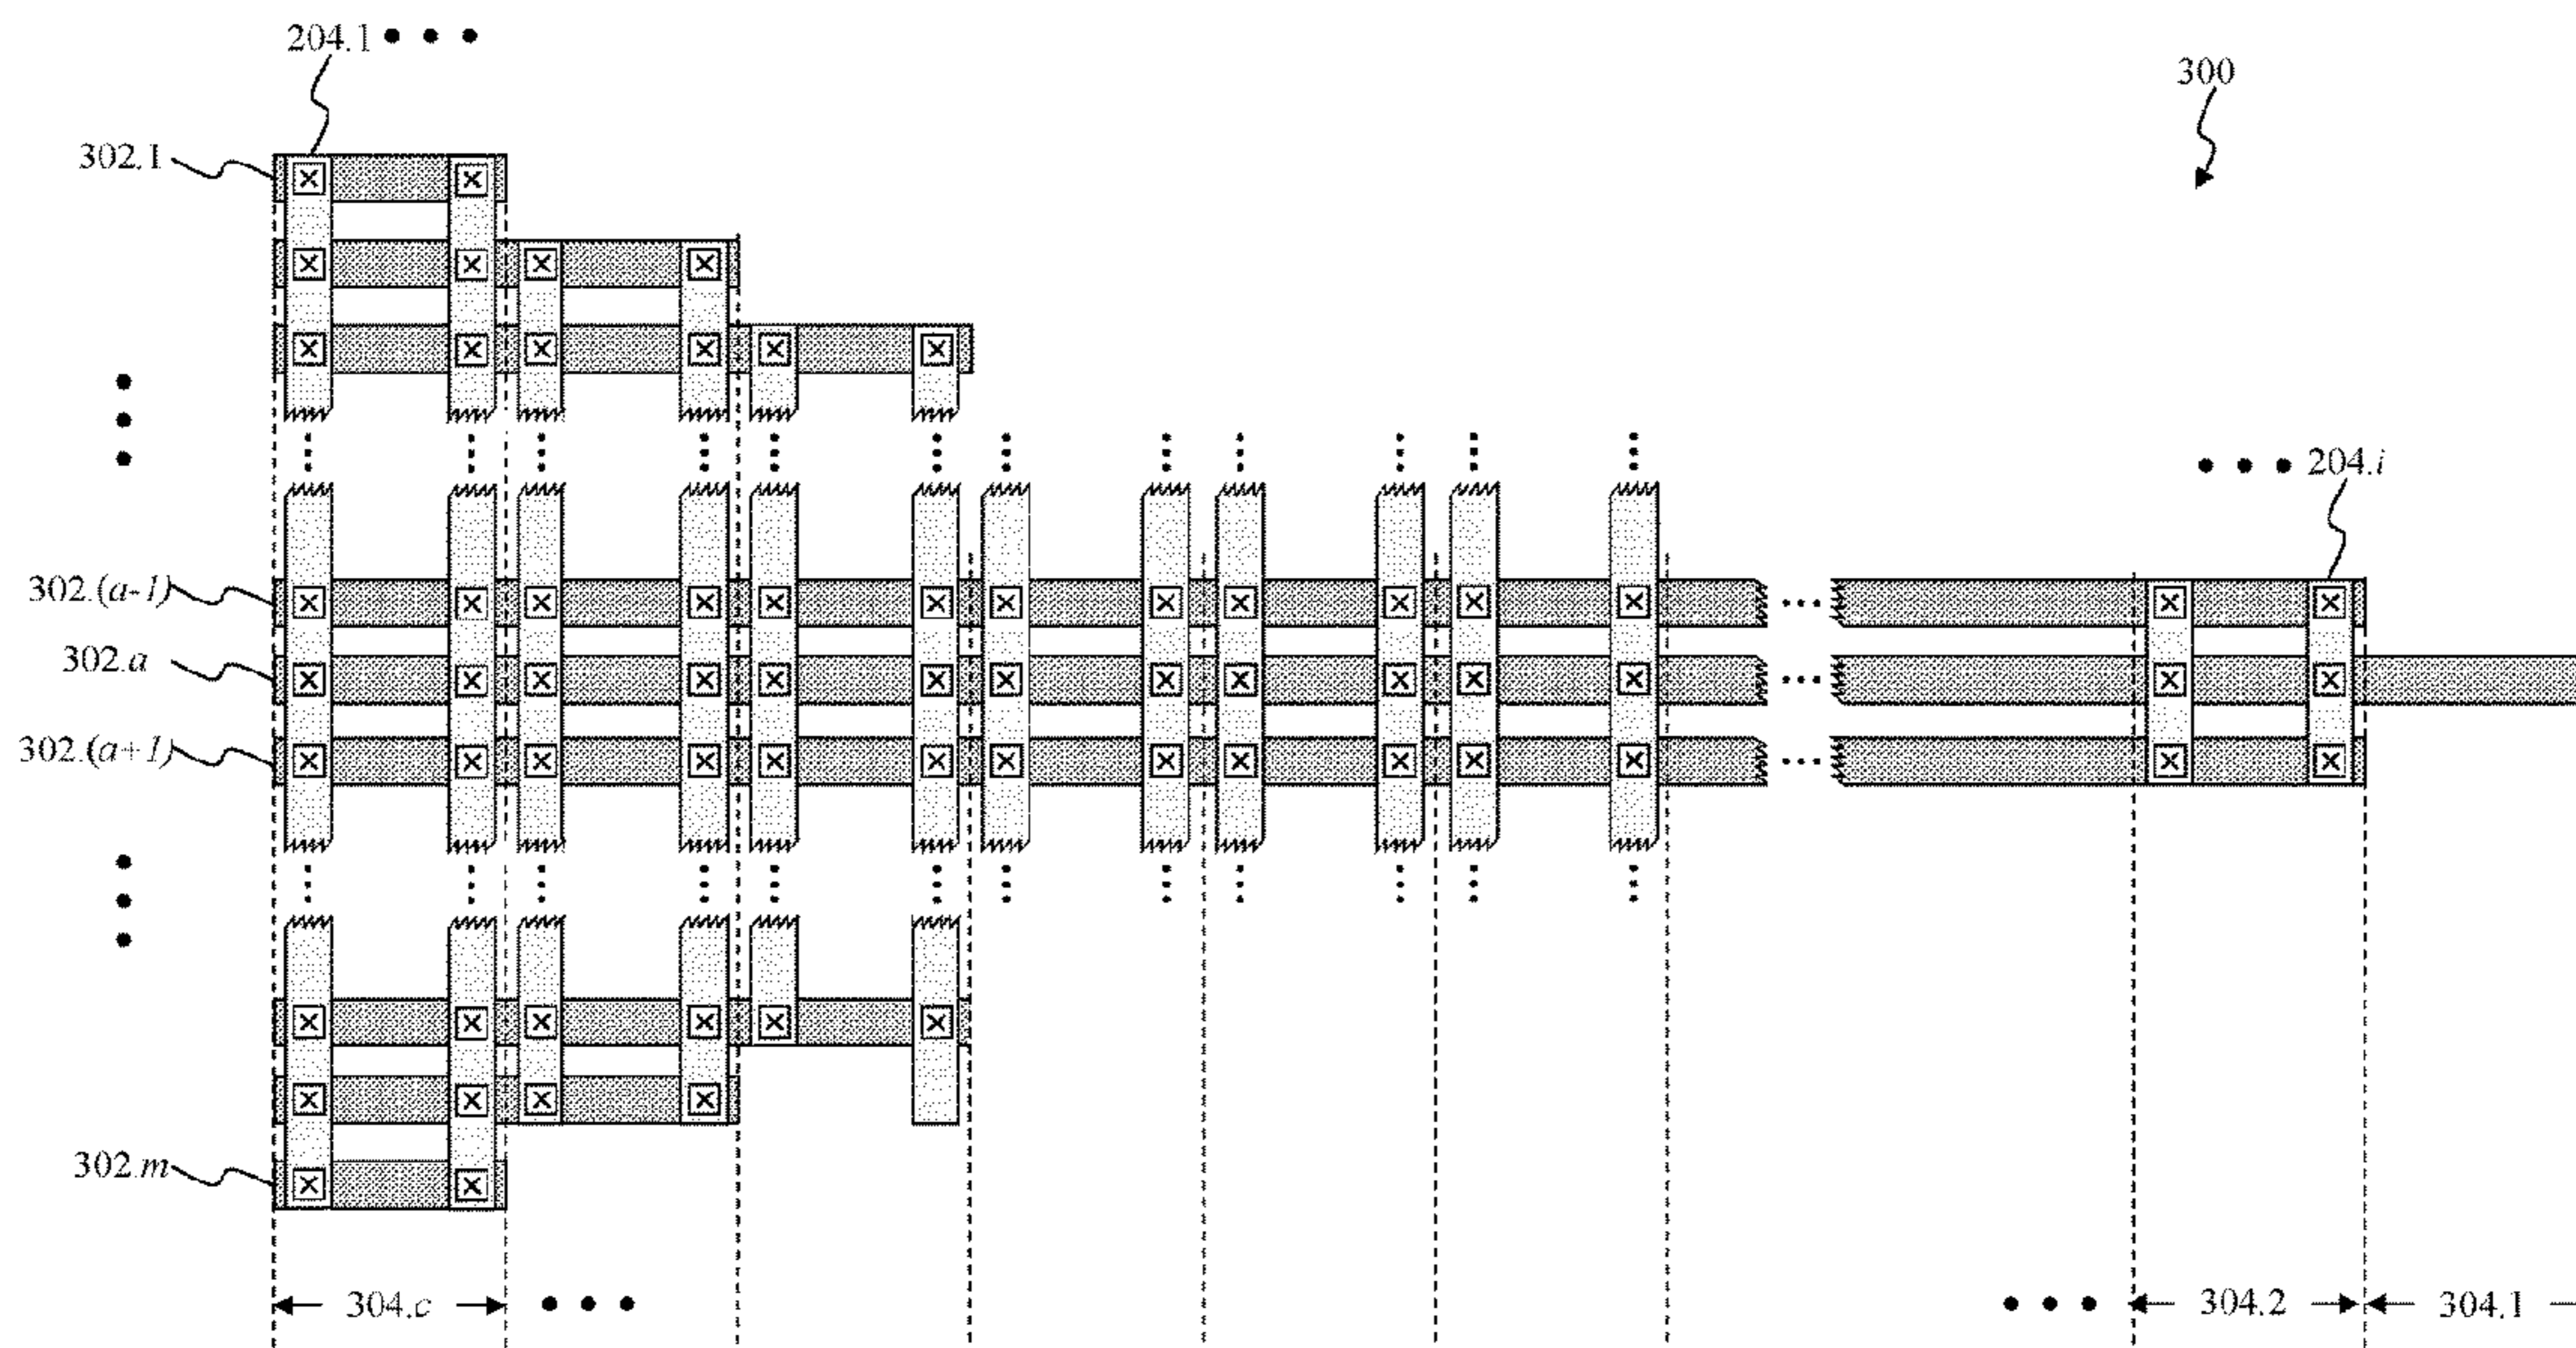 204.1 • • •
300
302.1
• • • 204.i
302.(a-1)
302.a
302.(a+1)
302.m
304.c • • •
• • • 304.2
304.1